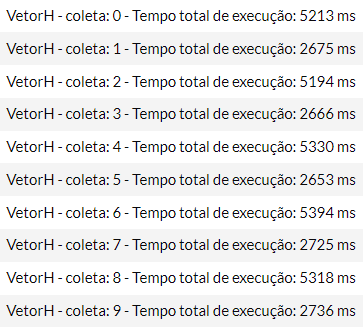 VetorH - coleta: 0 - Tempo total de execução: 5213 ms
VetorH - coleta: 1 - Tempo total de execução: 2675 ms
VetorH - coleta: 2 - Tempo total de execução: 5194 ms
VetorH - coleta: 3 - Tempo total de execução: 2666 ms
VetorH - coleta: 4 - Tempo total de execução: 5330 ms
VetorH - coleta: 5 - Tempo total de execução: 2653 ms
VetorH - coleta: 6 - Tempo total de execução: 5394 ms
VetorH - coleta: 7 - Tempo total de execução: 2725 ms
VetorH - coleta: 8 - Tempo total de execução: 5318 ms
VetorH - coleta: 9 - Tempo total de execução: 2736 ms